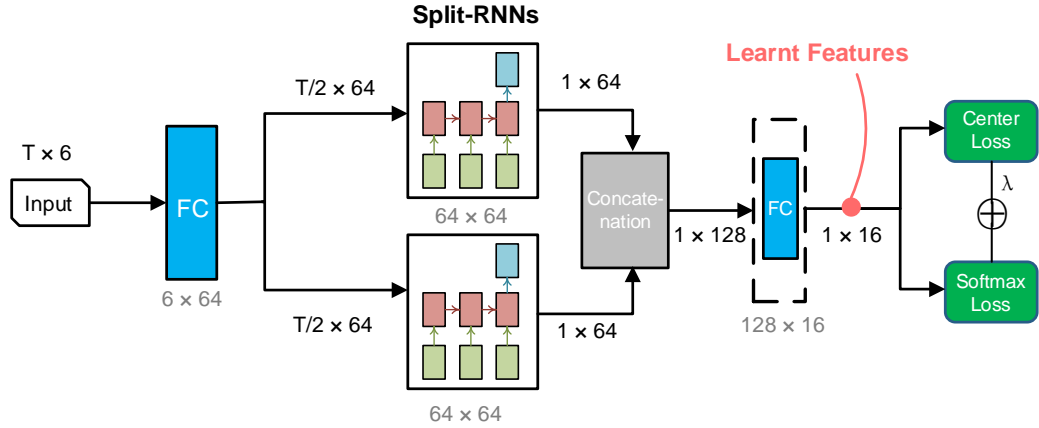 Split-RNNs
Learnt Features
T/2 × 64
1 × 64
T × 6
Input
FC
6 × 64
64 × 64
Concate-
nation
1 × 128
FC
1 × 16
128 × 16
Center
Loss
λ
Softmax
Loss
T/2 × 64
1 × 64
64 × 64